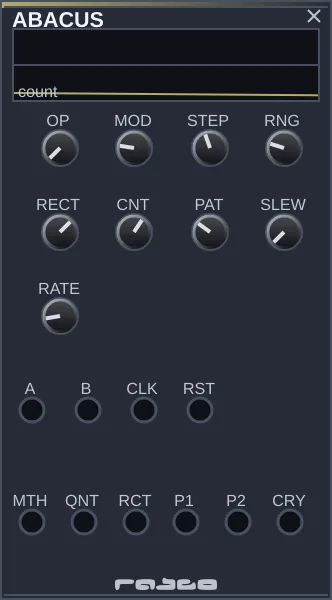 ABACUS
count
OP MOD STEP RNG
RECT CNT PAT SLEW
RATE
A B CLK RST
MTH QNT RCT P1 P2 CRY